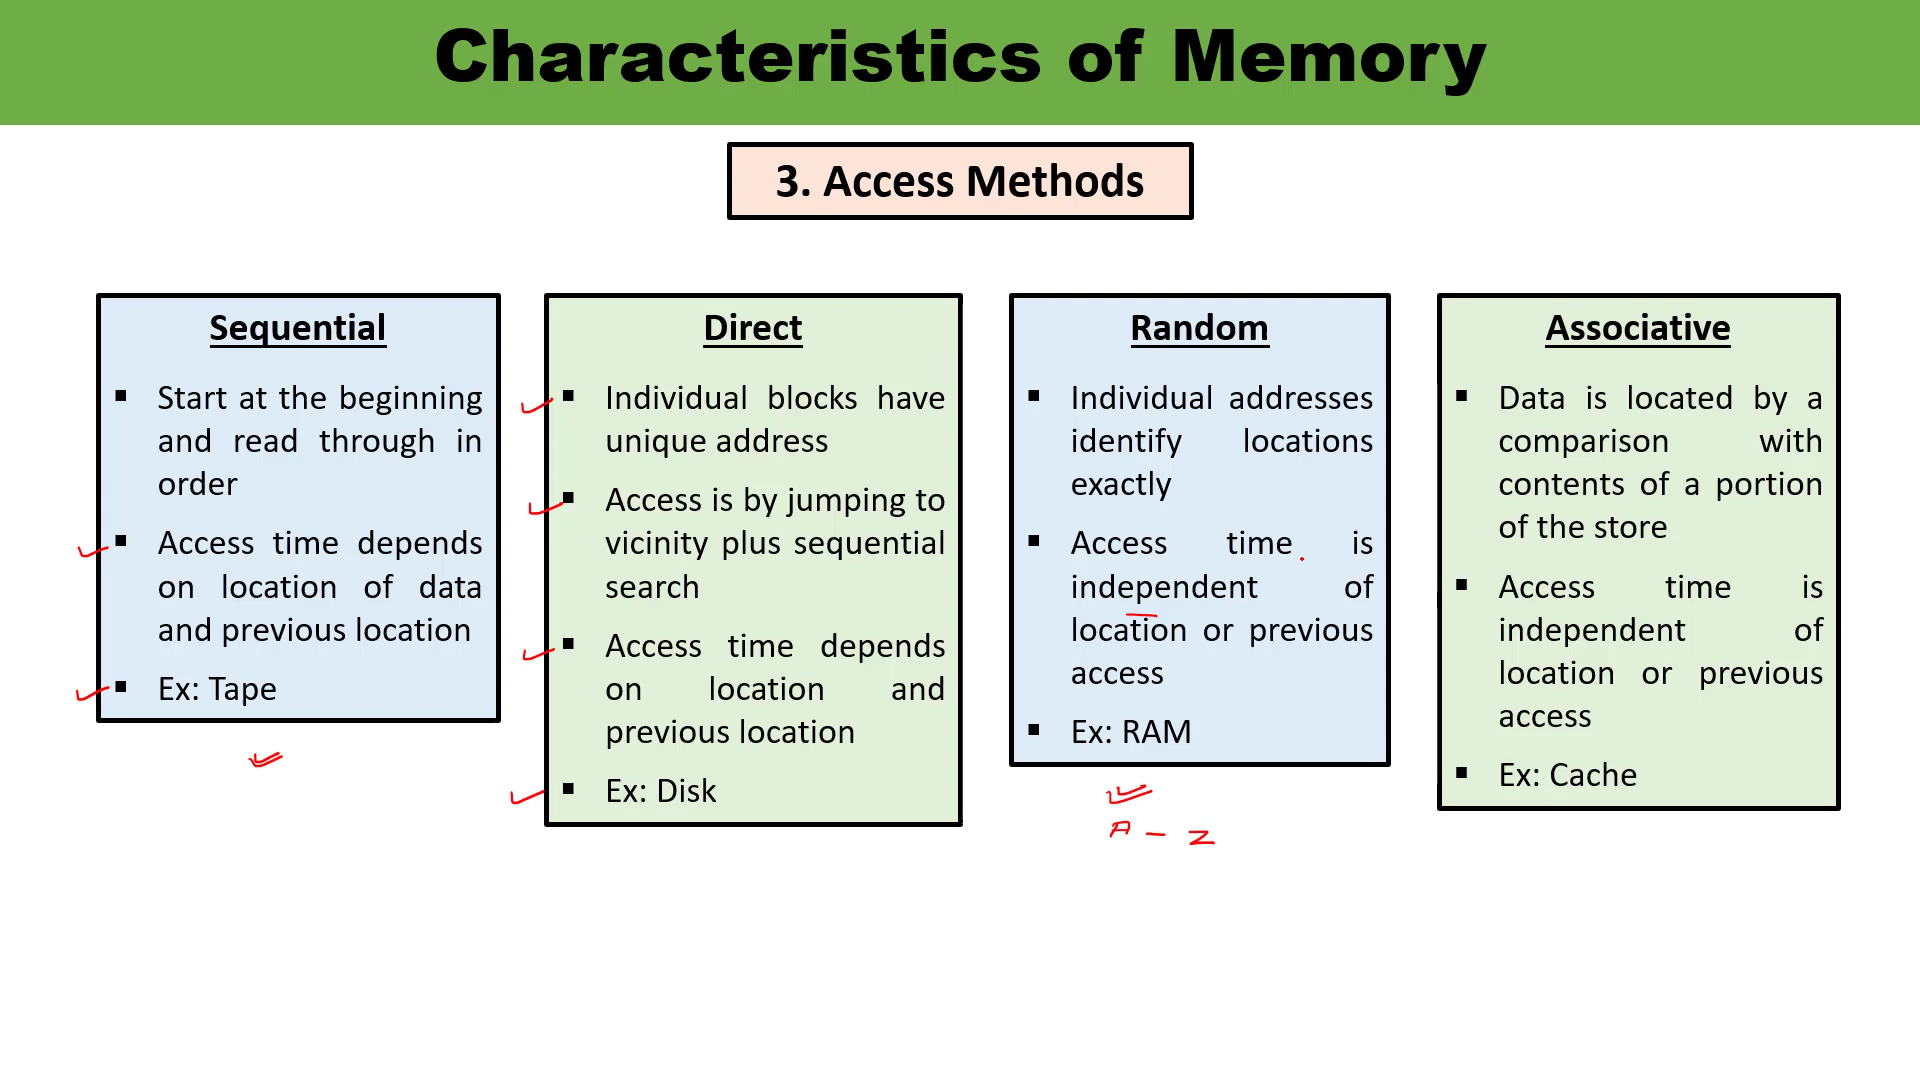 Characteristics of Memory
3. Access Methods
Sequential
▪ Start at the beginning
and read through in
order
▪ Access time depends
on location of data
and previous location
▪ Ex: Tape
Direct
▪ Individual blocks have
unique address
▪ Access is by jumping to
vicinity plus sequential
search
▪ Access time depends
on location and
previous location
▪ Ex: Disk
Random
▪ Individual addresses
identify locations
exactly
▪ Access time is
independent of
location or previous
access
▪ Ex: RAM
A - Z
Associative
▪ Data is located by a
comparison with
contents of a portion
of the store
▪ Access time is
independent of
location or previous
access
▪ Ex: Cache